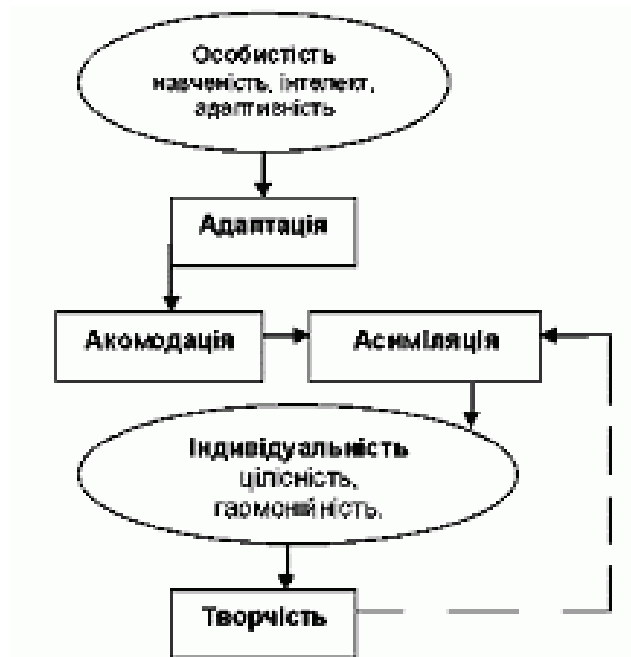 Особистість
навченість, інтелект,
адаптивність
Адаптація
Акомодація
Асиміляція
Індивідуальність
цілісність,
гармонійність.
Творчість